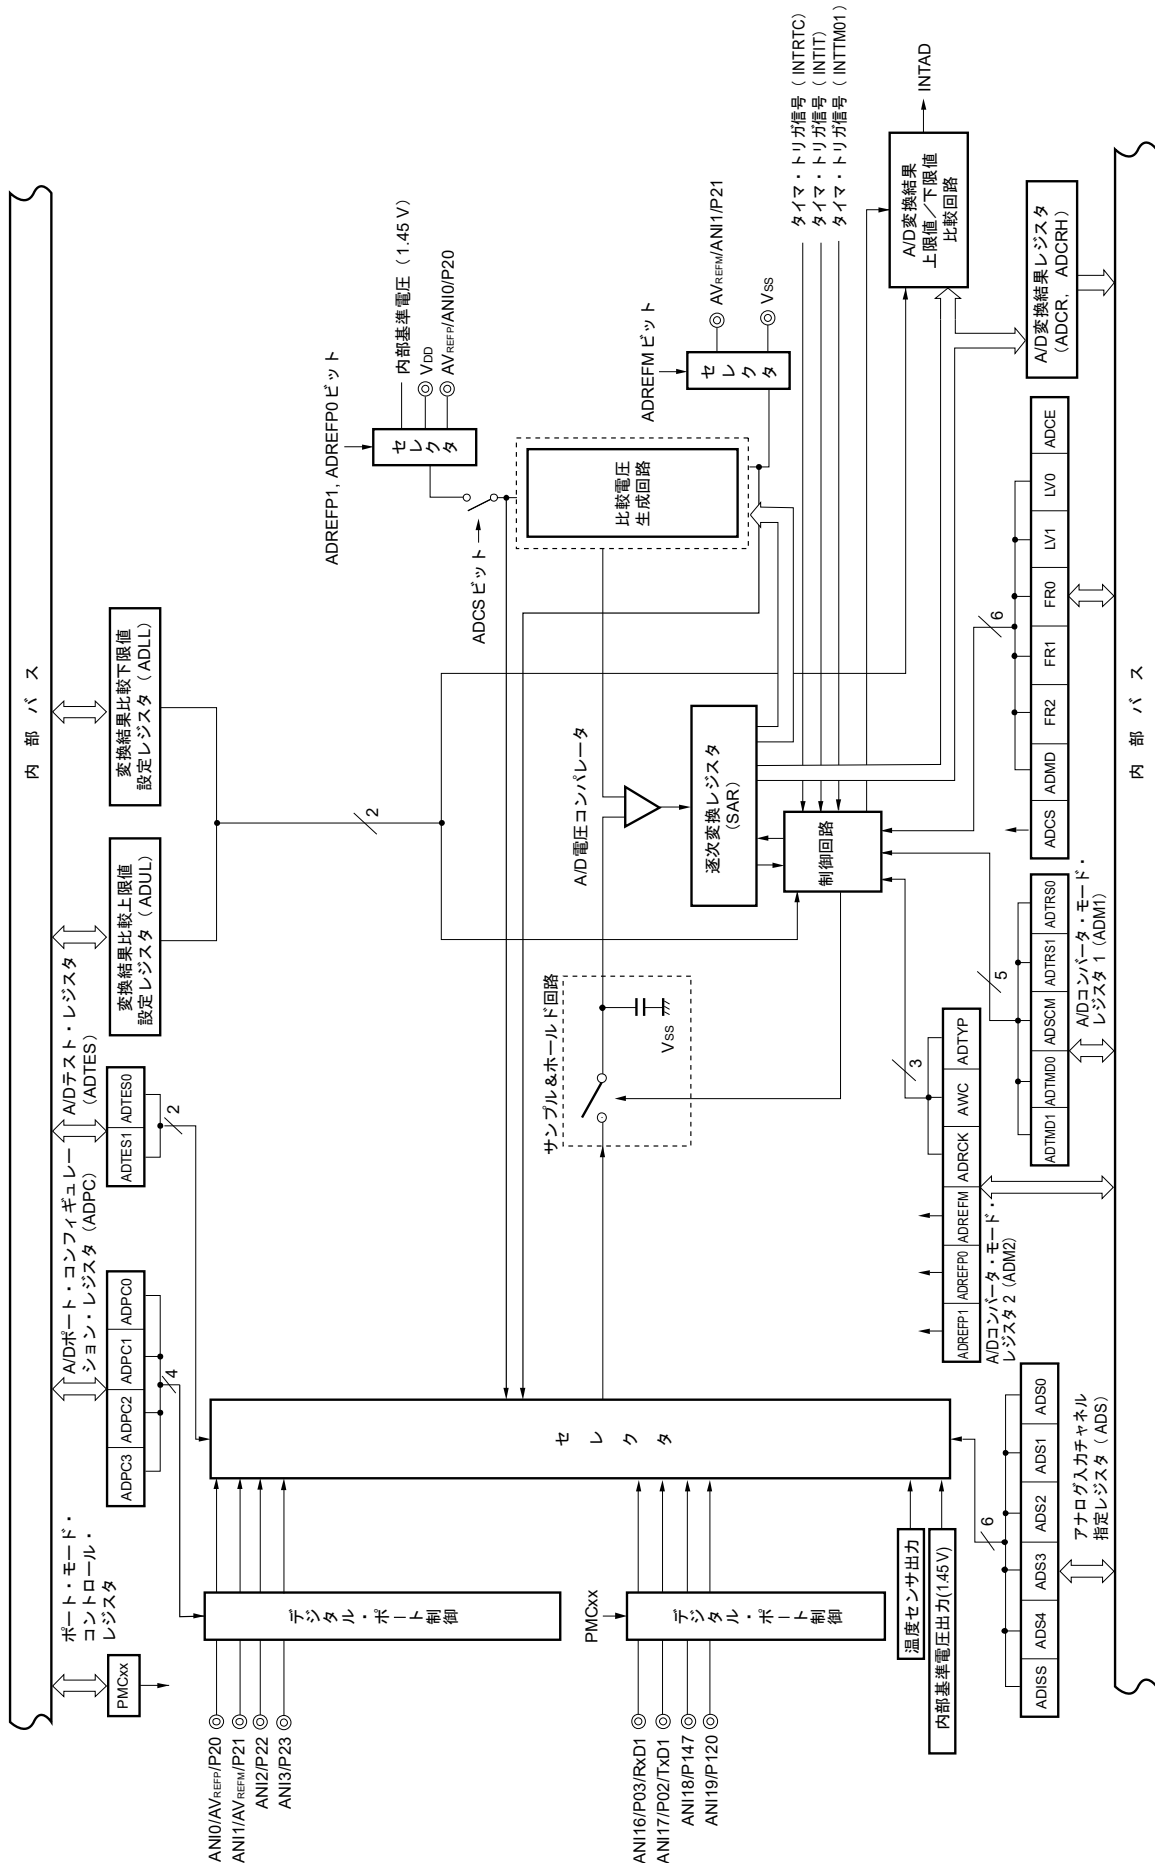 内 部 バ ス
ポート・モード・
コントロール・
レジスタ
PMCxx
A/Dポート・コンフィギュレー
ション・レジスタ（ADPC）
ADPC3
ADPC2
ADPC1
ADPC0
4
A/Dテスト・レジスタ
（ADTES）
ADTES1
ADTES0
2
変換結果比較上限値
設定レジスタ（ADUL）
変換結果比較下限値
設定レジスタ（ADLL）
2
ADREFP1, ADREFP0ビット
内部基準電圧（1.45 V）
VDD
AVREFP/ANI0/P20
セレクタ
ADCSビット
ANI0/AVREFP/P20
ANI1/AVREFM/P21
ANI2/P22
ANI3/P23
デジタル・ポート制御
ANI16/P03/RxD1
ANI17/P02/TxD1
ANI18/P147
ANI19/P120
PMCxx
デジタル・ポート制御
温度センサ出力
内部基準電圧出力(1.45 V)
セ レ ク タ
サンプル&ホールド回路
VSS
A/D電圧コンパレータ
比較電圧
生成回路
ADREFMビット
セレクタ
AVREFM/ANI1/P21
VSS
逐次変換レジスタ
(SAR)
制御回路
タイマ・トリガ信号（INTRTC）
タイマ・トリガ信号（INTIT）
タイマ・トリガ信号（INTTM01）
A/D変換結果
上限値／下限値
比較回路
INTAD
A/D変換結果レジスタ
（ADCR, ADCRH）
6
ADISS
ADS4
ADS3
ADS2
ADS1
ADS0
アナログ入力チャネル
指定レジスタ（ADS）
3
ADREFP1
ADREFP0
ADREFM
ADRCK
AWC
ADTYP
A/Dコンバータ・モード・
レジスタ 2（ADM2）
5
ADTMD1
ADTMD0
ADSCM
ADTRS1
ADTRS0
A/Dコンバータ・モード・
レジスタ 1（ADM1）
6
ADCS
ADMD
FR2
FR1
FR0
LV1
LV0
ADCE
内 部 バ ス